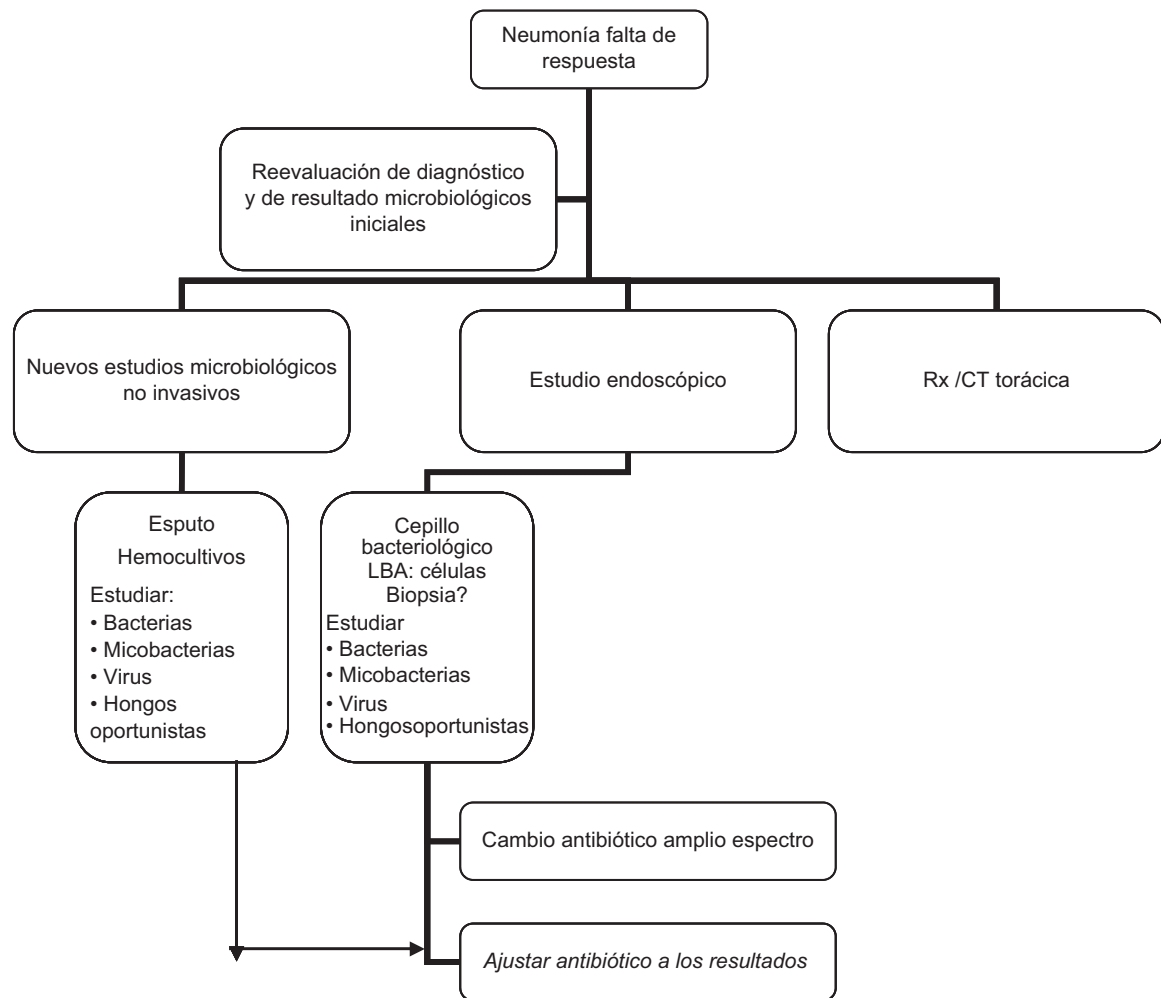 Neumonía falta de
respuesta
Reevaluación de diagnóstico
y de resultado microbiológicos
iniciales
Nuevos estudios microbiológicos
no invasivos
Estudio endoscópico
Rx /CT torácica
Esputo
Hemocultivos
Estudiar:
• Bacterias
• Micobacterias
• Virus
• Hongos
oportunistas
Cepillo
bacteriológico
LBA: células
Biopsia?
Estudiar
• Bacterias
• Micobacterias
• Virus
• Hongosoportunistas
Cambio antibiótico amplio espectro
Ajustar antibiótico a los resultados